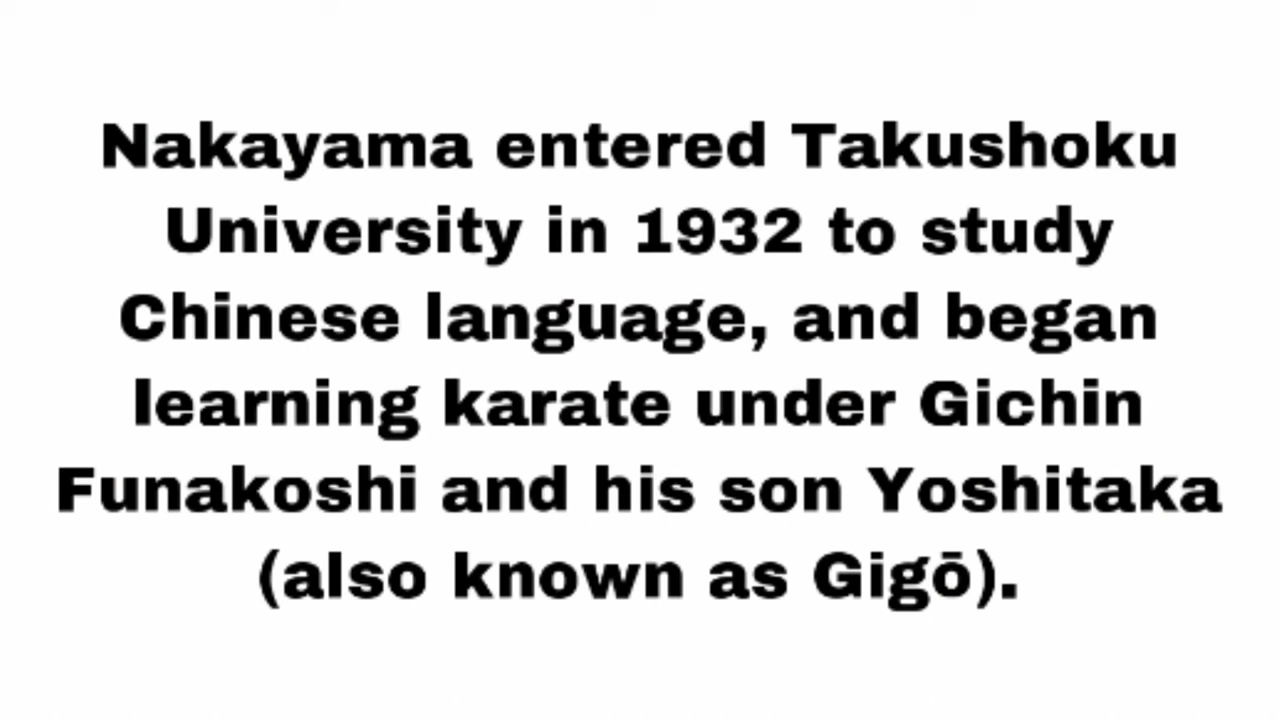 Nakayama entered Takushoku
University in 1932 to study
Chinese language, and began
learning karate under Gichin
Funakoshi and his son Yoshitaka
(also known as Gigō).